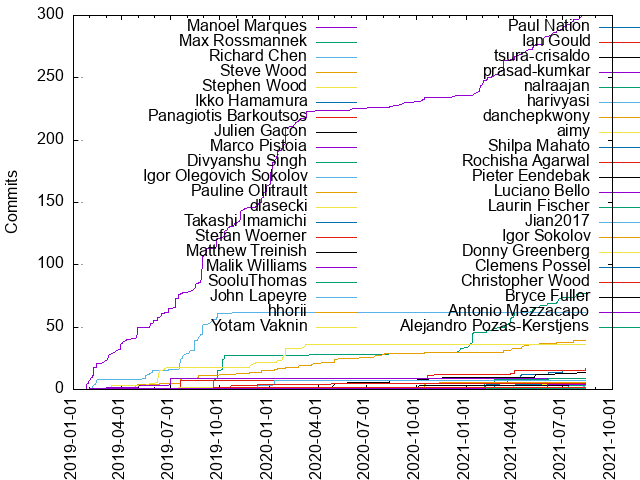 300
250
200
150
100
50
0
Commits
Manoel Marques
Max Rossmannek
Richard Chen
Steve Wood
Stephen Wood
Ikko Hamamura
Panagiotis Barkoutsos
Julien Gacon
Marco Pistoia
Divyanshu Singh
Igor Olegovich Sokolov
Pauline Ollitrault
dlasecki
Takashi Imamichi
Stefan Woerner
Matthew Treinish
Malik Williams
SooluThomas
John Lapeyre
hhorii
Yotam Vaknin
Paul Nation
Ian Gould
tsura-crisaldo
prasad-kumkar
nalraajan
harivyasi
danchepkwony
aimy
Shilpa Mahato
Rochisha Agarwal
Pieter Eendebak
Luciano Bello
Laurin Fischer
Jian2017
Igor Sokolov
Donny Greenberg
Clemens Possel
Christopher Wood
Bryce Fuller
Antonio Mezzacapo
Alejandro Pozas-Kerstjens
2019-01-01
2019-04-01
2019-07-01
2019-10-01
2020-01-01
2020-04-01
2020-07-01
2020-10-01
2021-01-01
2021-04-01
2021-07-01
2021-10-01